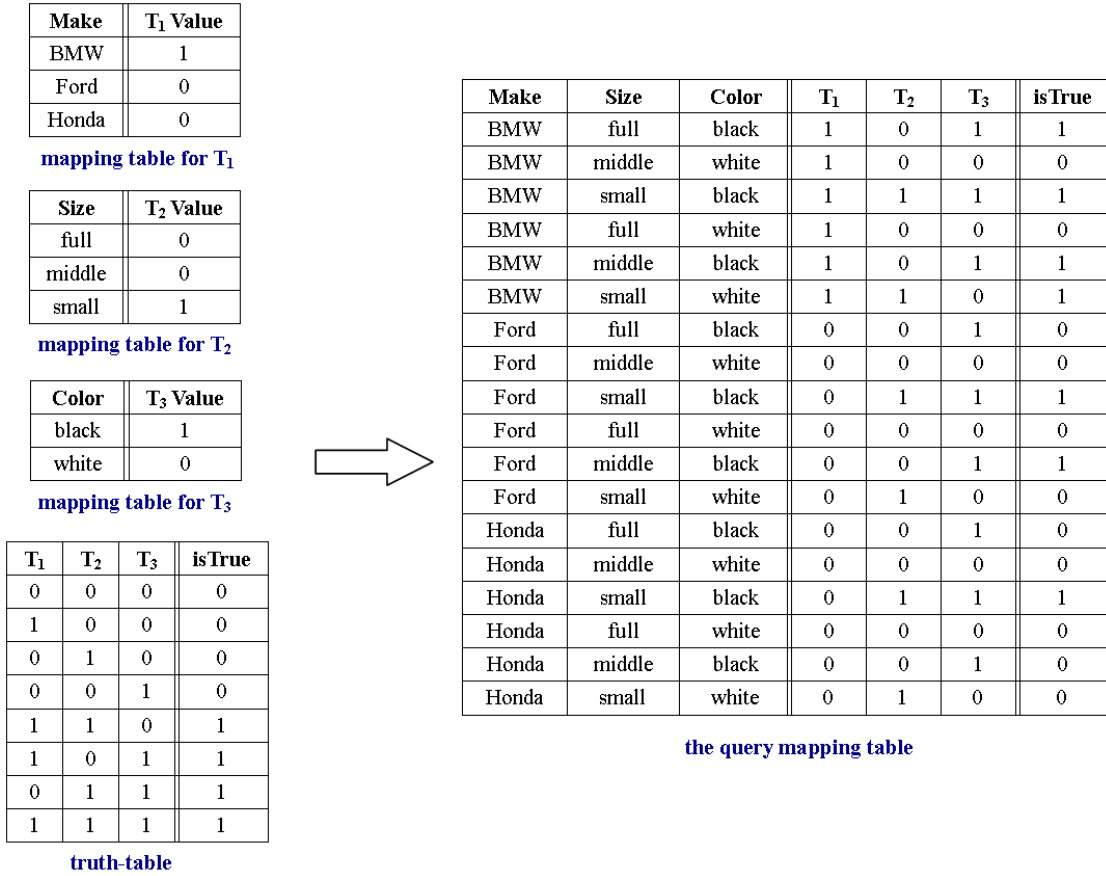 Make T₁ Value
BMW 1
Ford 0
Honda 0
mapping table for T₁
Size T₂ Value
full 0
middle 0
small 1
mapping table for T₂
Color T₃ Value
black 1
white 0
mapping table for T₃
T₁ T₂ T₃ isTrue
0 0 0 0
1 0 0 0
0 1 0 0
0 0 1 0
1 1 0 1
1 0 1 1
0 1 1 1
1 1 1 1
truth-table
Make Size Color T₁ T₂ T₃ isTrue
BMW full black 1 0 1 1
BMW middle white 1 0 0 0
BMW small black 1 1 1 1
BMW full white 1 0 0 0
BMW middle black 1 0 1 1
BMW small white 1 1 0 1
Ford full black 0 0 1 0
Ford middle white 0 0 0 0
Ford small black 0 1 1 1
Ford full white 0 0 0 0
Ford middle black 0 0 1 1
Ford small white 0 1 0 0
Honda full black 0 0 1 0
Honda middle white 0 0 0 0
Honda small black 0 1 1 1
Honda full white 0 0 0 0
Honda middle black 0 0 1 0
Honda small white 0 1 0 0
the query mapping table